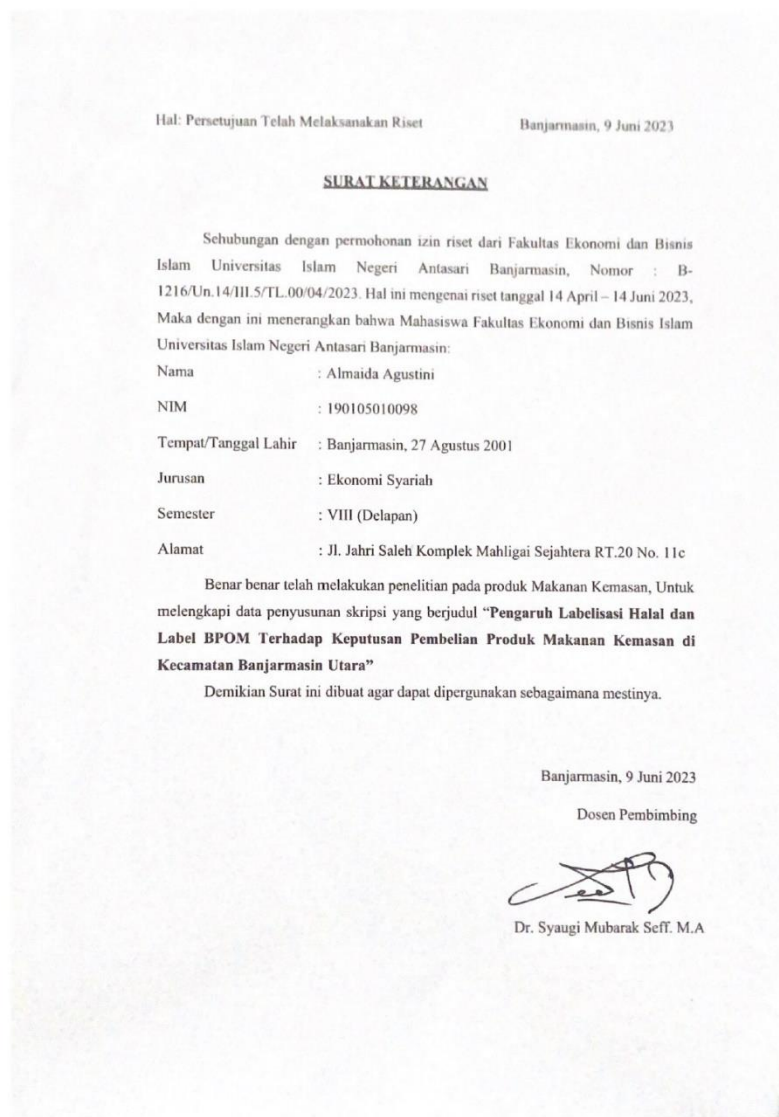 Hal: Persetujuan Telah Melaksanakan Riset Banjarmasin, 9 Juni 2023
SURAT KETERANGAN
Sehubungan dengan permohonan izin riset dari Fakultas Ekonomi dan Bisnis
Islam Universitas Islam Negeri Antasari Banjarmasin, Nomor : B-
1216/Un.14/III.5/TL.00/04/2023. Hal ini mengenai riset tanggal 14 April – 14 Juni 2023,
Maka dengan ini menerangkan bahwa Mahasiswa Fakultas Ekonomi dan Bisnis Islam
Universitas Islam Negeri Antasari Banjarmasin:
Nama : Almaida Agustini
NIM : 190105010098
Tempat/Tanggal Lahir : Banjarmasin, 27 Agustus 2001
Jurusan : Ekonomi Syariah
Semester : VIII (Delapan)
Alamat : Jl. Jahri Saleh Komplek Mahligai Sejahtera RT.20 No. 11c
Benar benar telah melakukan penelitian pada produk Makanan Kemasan, Untuk
melengkapi data penyusunan skripsi yang berjudul “Pengaruh Labelisasi Halal dan
Label BPOM Terhadap Keputusan Pembelian Produk Makanan Kemasan di
Kecamatan Banjarmasin Utara”
Demikian Surat ini dibuat agar dapat dipergunakan sebagaimana mestinya.
Banjarmasin, 9 Juni 2023
Dosen Pembimbing
Dr. Syaugi Mubarak Seff. M.A